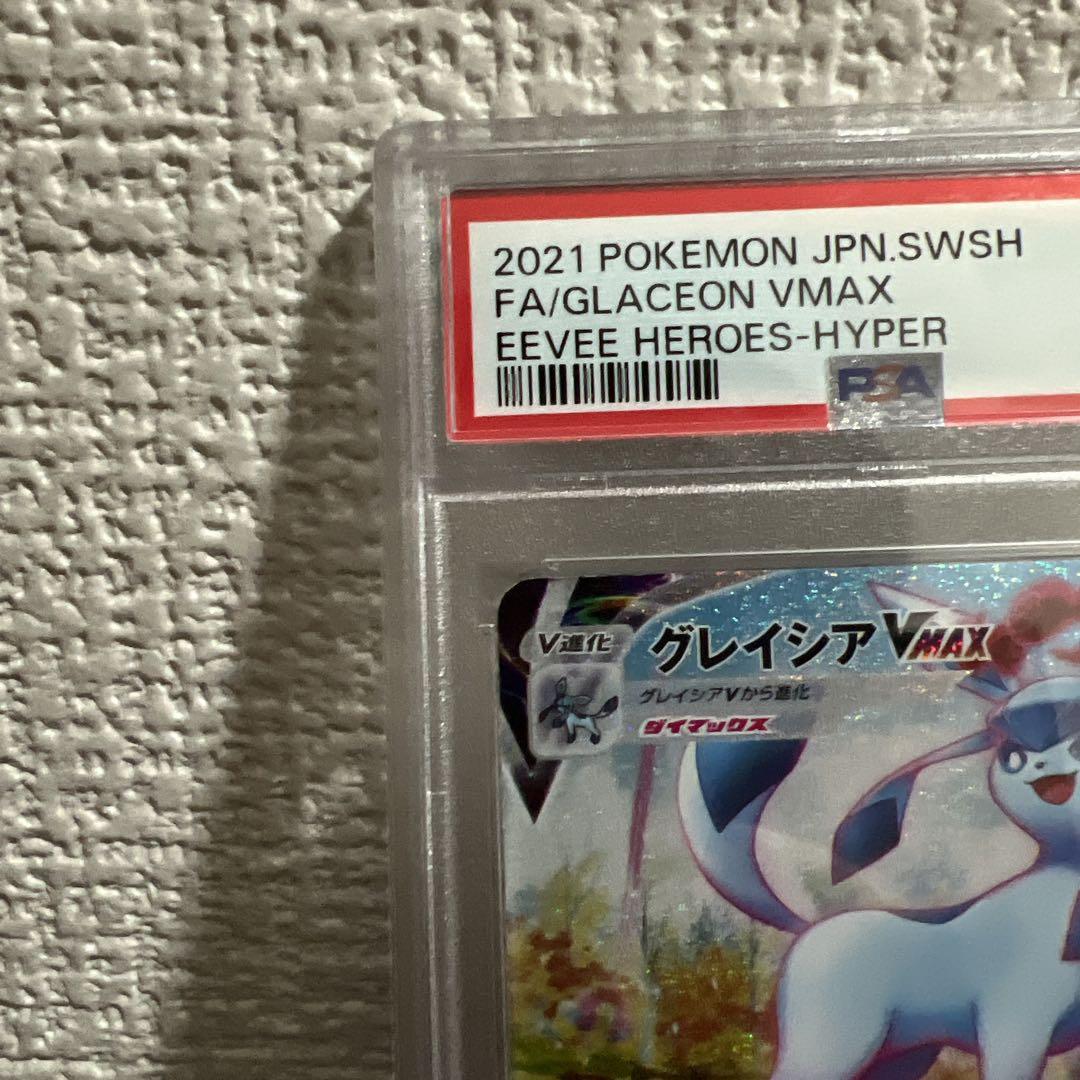 2021 POKEMON JPN.SWSH
FA/GLACEON VMAX
EEVEE HEROES-HYPER
PSA
V進化
グレイシアVMAX
グレイシアVから進化
ダイマックス